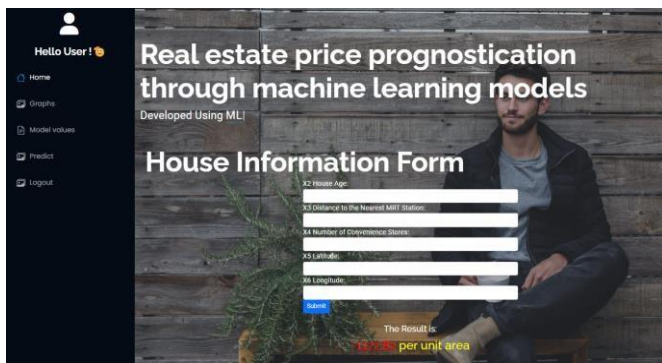 Hello User !
Home
Graphs
Model values
Predict
Logout
Real estate price prognostication
through machine learning models
Developed Using ML|
House Information Form
X2 House Age:
X3 Distance to the Nearest MRT Station:
X4 Number of Convenience Stores:
X5 Latitude:
X6 Longitude:
Submit
The Result is:
per unit area